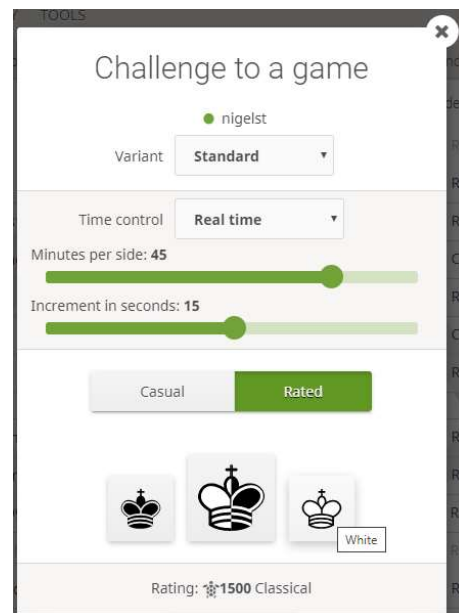 TOOLS
Challenge to a game
nigelst
Variant Standard
Time control Real time
Minutes per side: 45
Increment in seconds: 15
Casual Rated
White
Rating: 1500 Classical